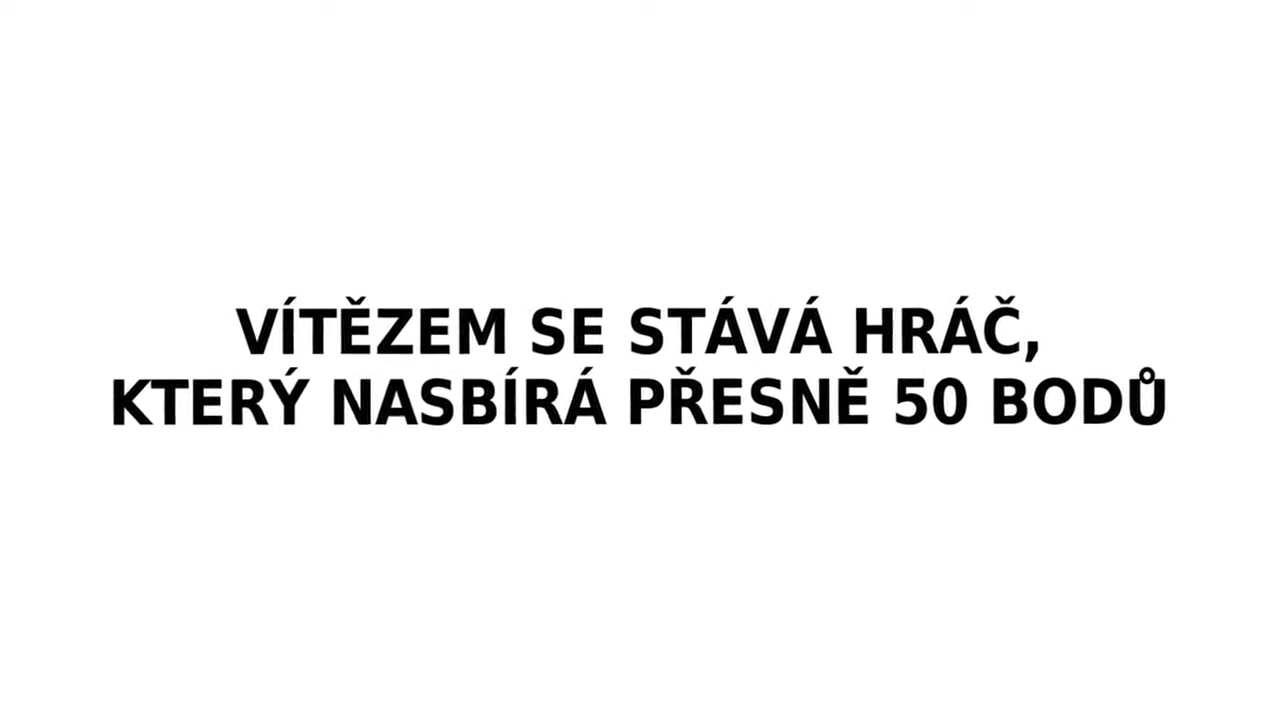 VÍTĚZEM SE STÁVÁ HRÁČ,
KTERÝ NASBÍRÁ PŘESNĚ 50 BODŮ